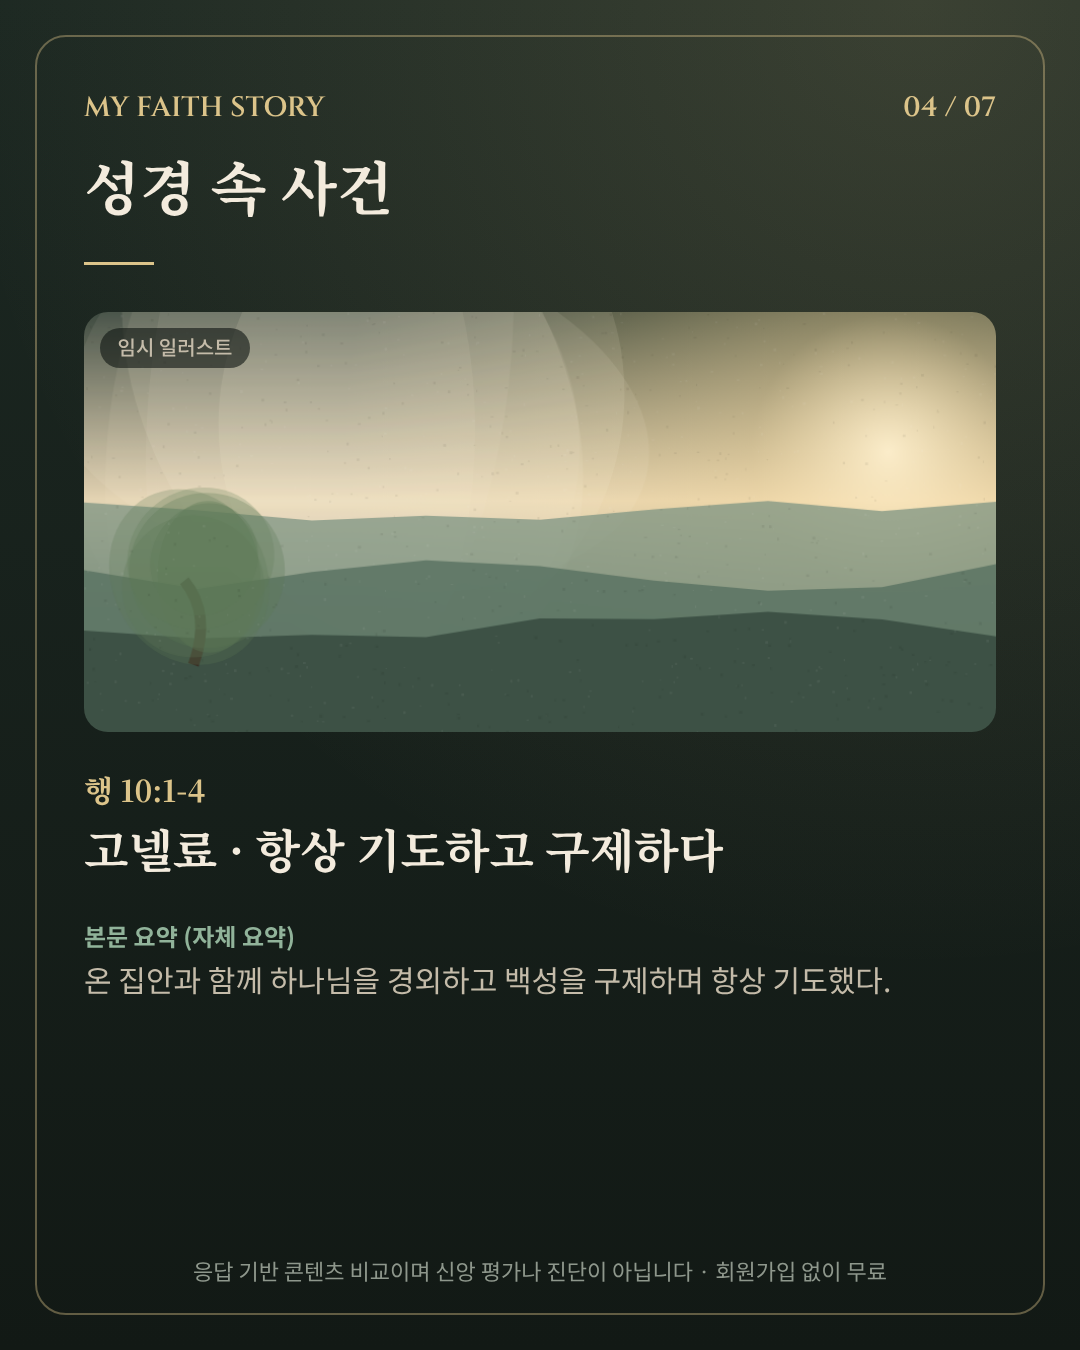 MY FAITH STORY
04 / 07
성경 속 사건
임시 일러스트
행 10:1-4
고넬료 · 항상 기도하고 구제하다
본문 요약 (자체 요약)
온 집안과 함께 하나님을 경외하고 백성을 구제하며 항상 기도했다.
응답 기반 콘텐츠 비교이며 신앙 평가나 진단이 아닙니다 · 회원가입 없이 무료